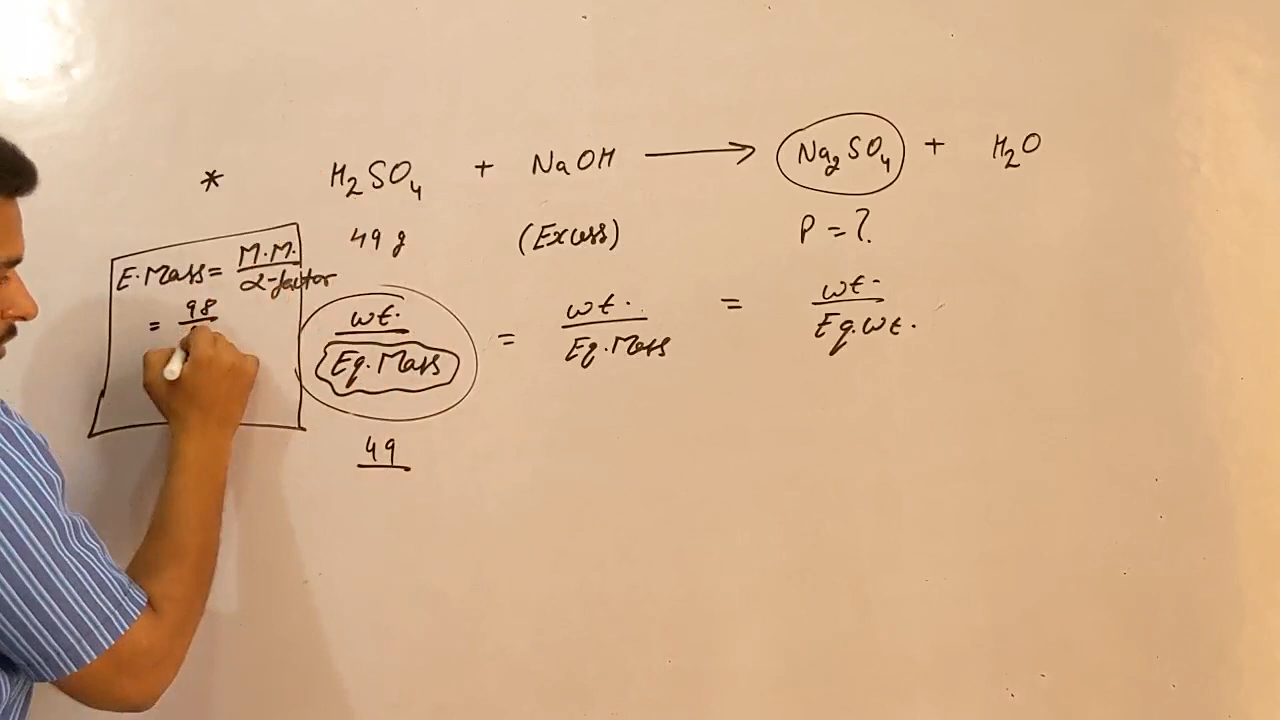 * H₂SO₄ + NaOH ⟶ Na₂SO₄ + H₂O
49 g (Excess) P = ?
E. Mass = M.M. / α-factor
= 98
wt. / Eq. Mass = wt. / Eq. Mass = wt. / Eq. wt.
49